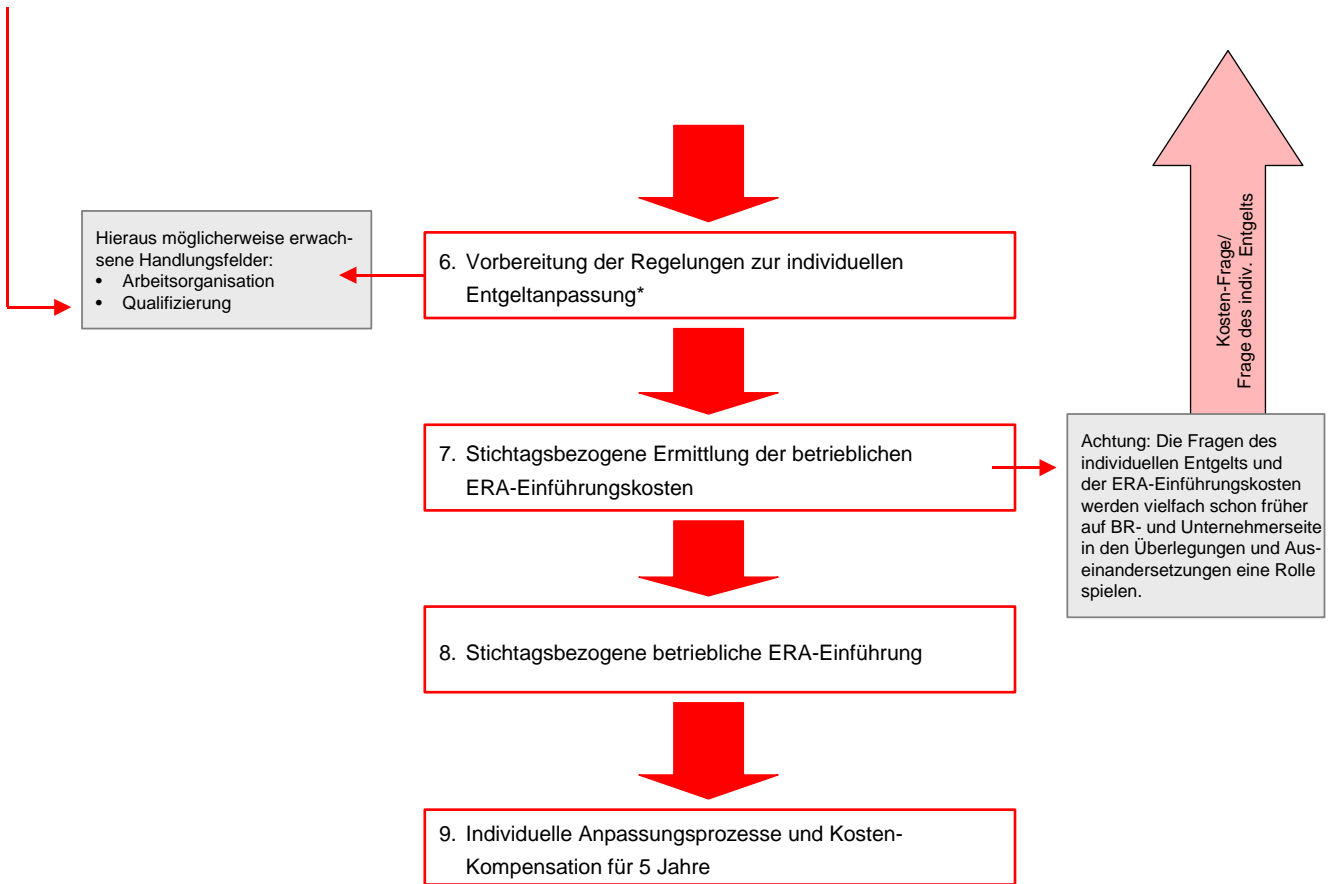 Hieraus möglicherweise erwach-
sene Handlungsfelder:
• Arbeitsorganisation
• Qualifizierung
6. Vorbereitung der Regelungen zur individuellen
Entgeltanpassung*
Kosten-Frage/
Frage des indiv. Entgelts
7. Stichtagsbezogene Ermittlung der betrieblichen
ERA-Einführungskosten
Achtung: Die Fragen des
individuellen Entgelts und
der ERA-Einführungskosten
werden vielfach schon früher
auf BR- und Unternehmerseite
in den Überlegungen und Aus-
einandersetzungen eine Rolle
spielen.
8. Stichtagsbezogene betriebliche ERA-Einführung
9. Individuelle Anpassungsprozesse und Kosten-
Kompensation für 5 Jahre